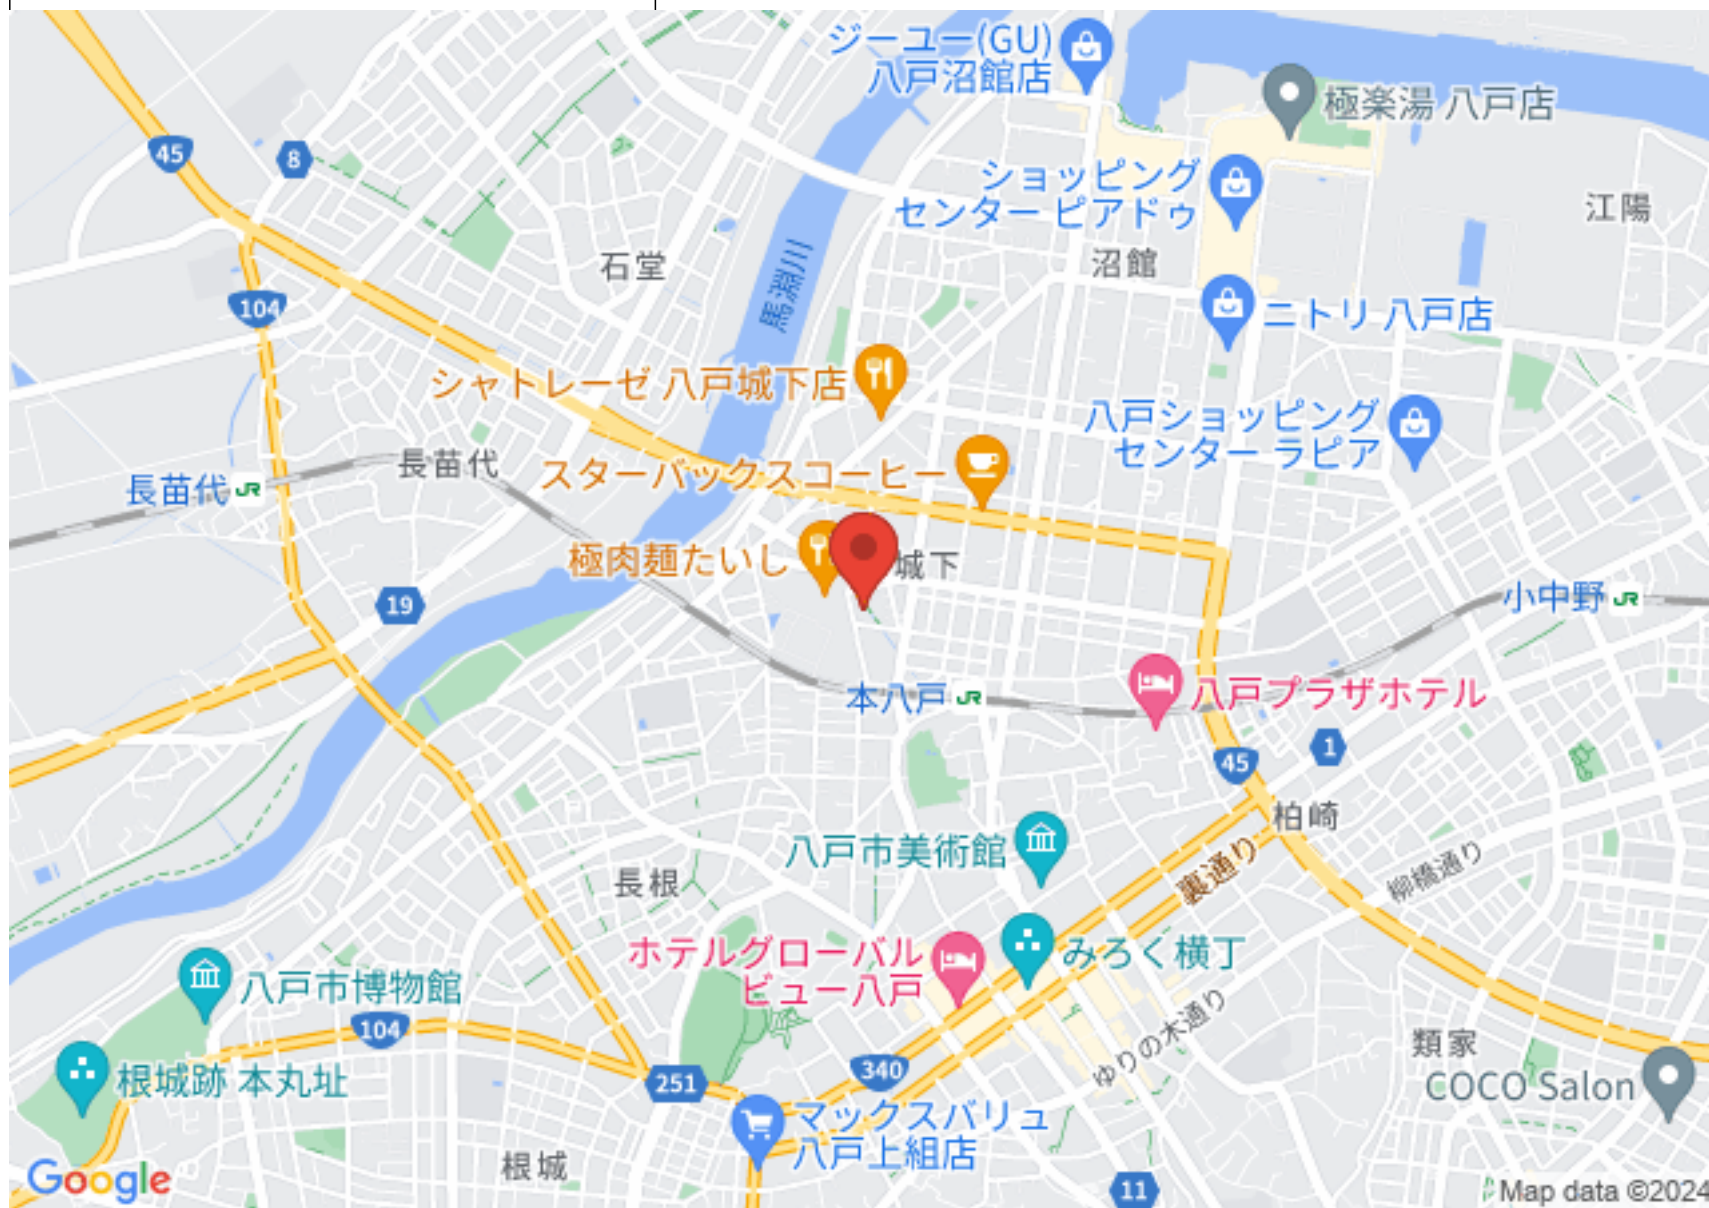 ジーユー(GU)
八戸沼館店
極楽湯 八戸店
45
8
ショッピング
センター ピアドゥ
江陽
石堂
沼館
馬淵川
104
ニトリ 八戸店
シャトレーゼ 八戸城下店
八戸ショッピング
センター ラピア
長苗代
長苗代 JR
スターバックスコーヒー
極肉麺たいし
城下
19
小中野 JR
本八戸 JR
八戸プラザホテル
45
1
柏崎
八戸市美術館
裏通り
柳橋通り
長根
ホテルグローバル
ビュー八戸
みろく横丁
八戸市博物館
104
ゆりの木通り
類家
根城跡 本丸址
251
340
COCO Salon
マックスバリュ
八戸上組店
根城
11
Google
Map data ©2024